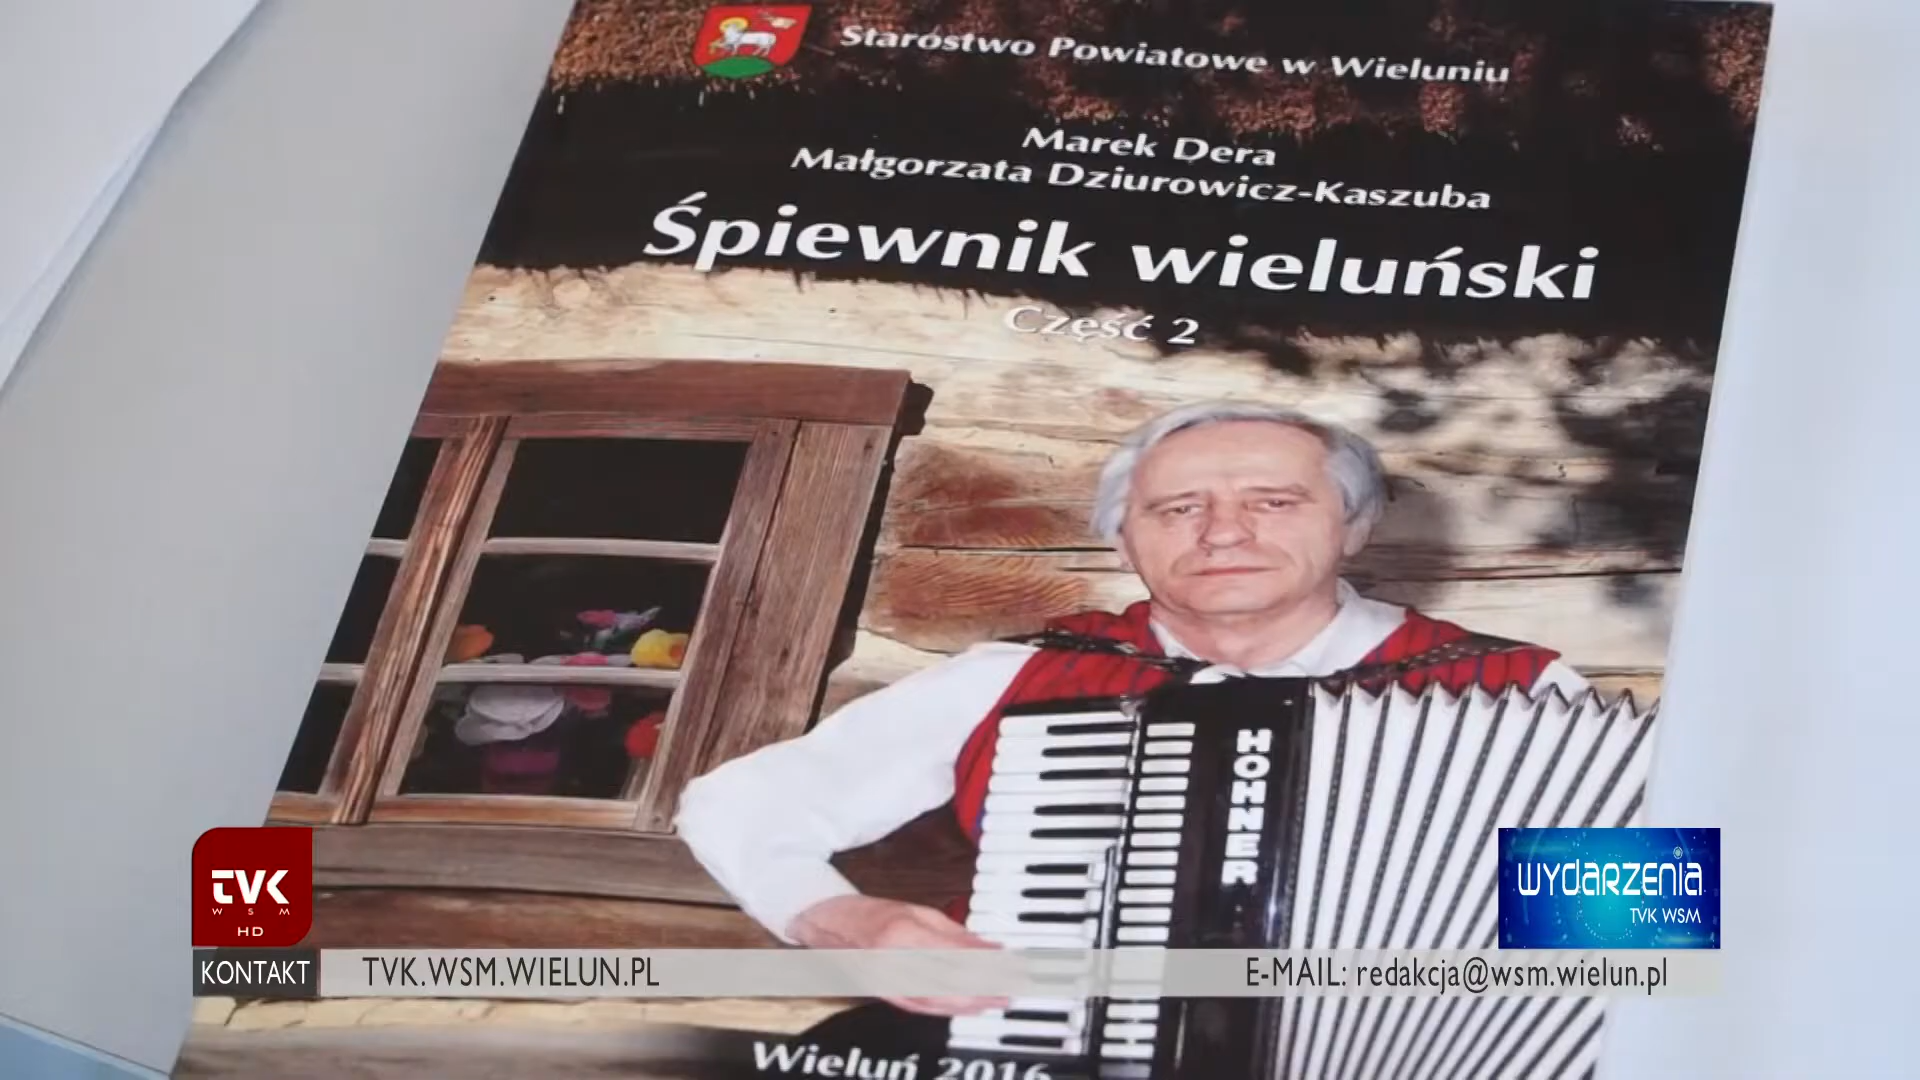 Starostwo Powiatowe w Wieluniu
Marek Dera
Małgorzata Dziurowicz-Kaszuba
Śpiewnik wieluński
Część 2
HOHNER
Wieluń 2016
TVK
WSM
HD
WYDARZENIA
TVK WSM
KONTAKT
TVK.WSM.WIELUN.PL
E-MAIL: redakcja@wsm.wielun.pl